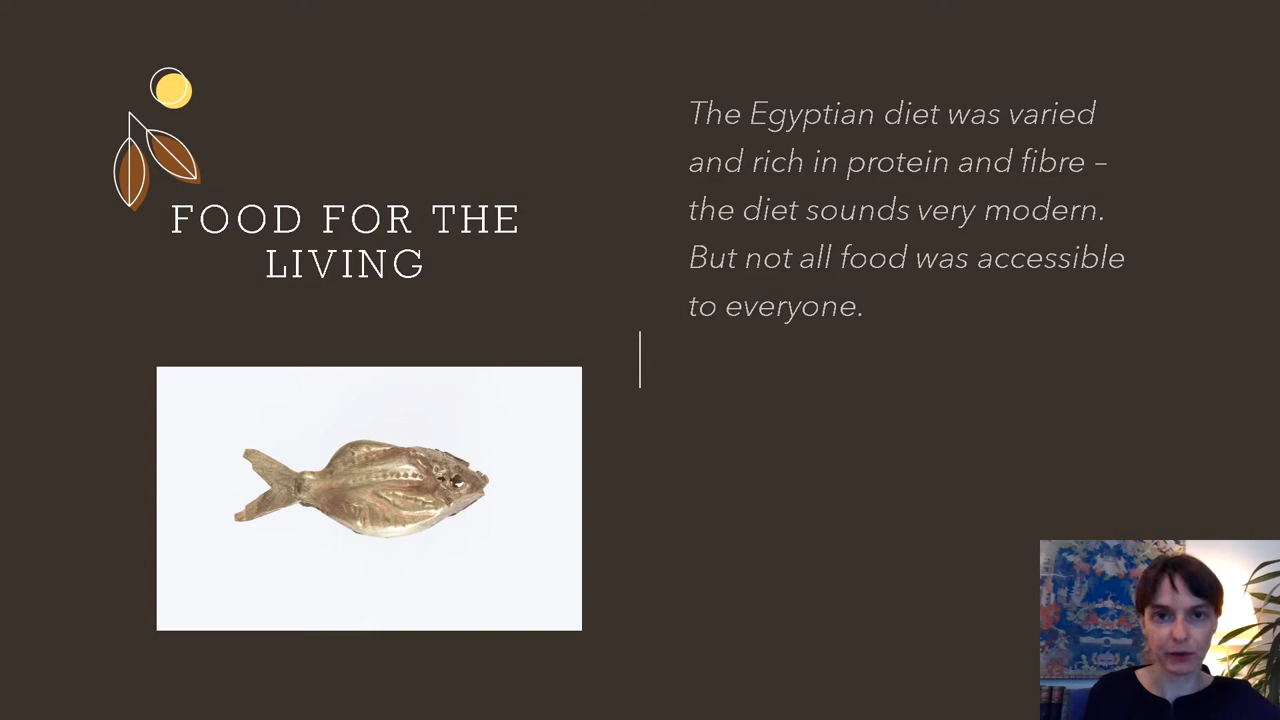 FOOD FOR THE
LIVING
The Egyptian diet was varied
and rich in protein and fibre –
the diet sounds very modern.
But not all food was accessible
to everyone.